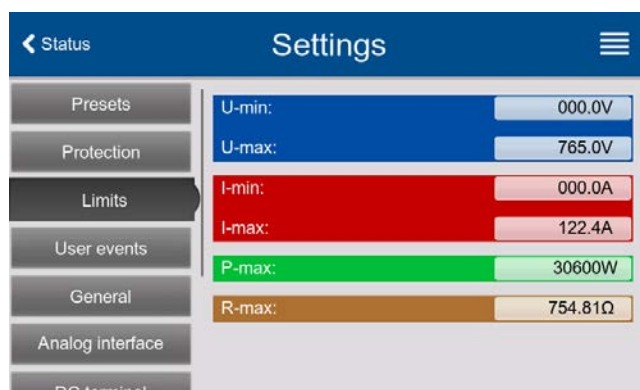 Status
Settings
Presets
Protection
Limits
User events
General
Analog interface
U-min: 000.0V
U-max: 765.0V
I-min: 000.0A
I-max: 122.4A
P-max: 30600W
R-max: 754.81Ω